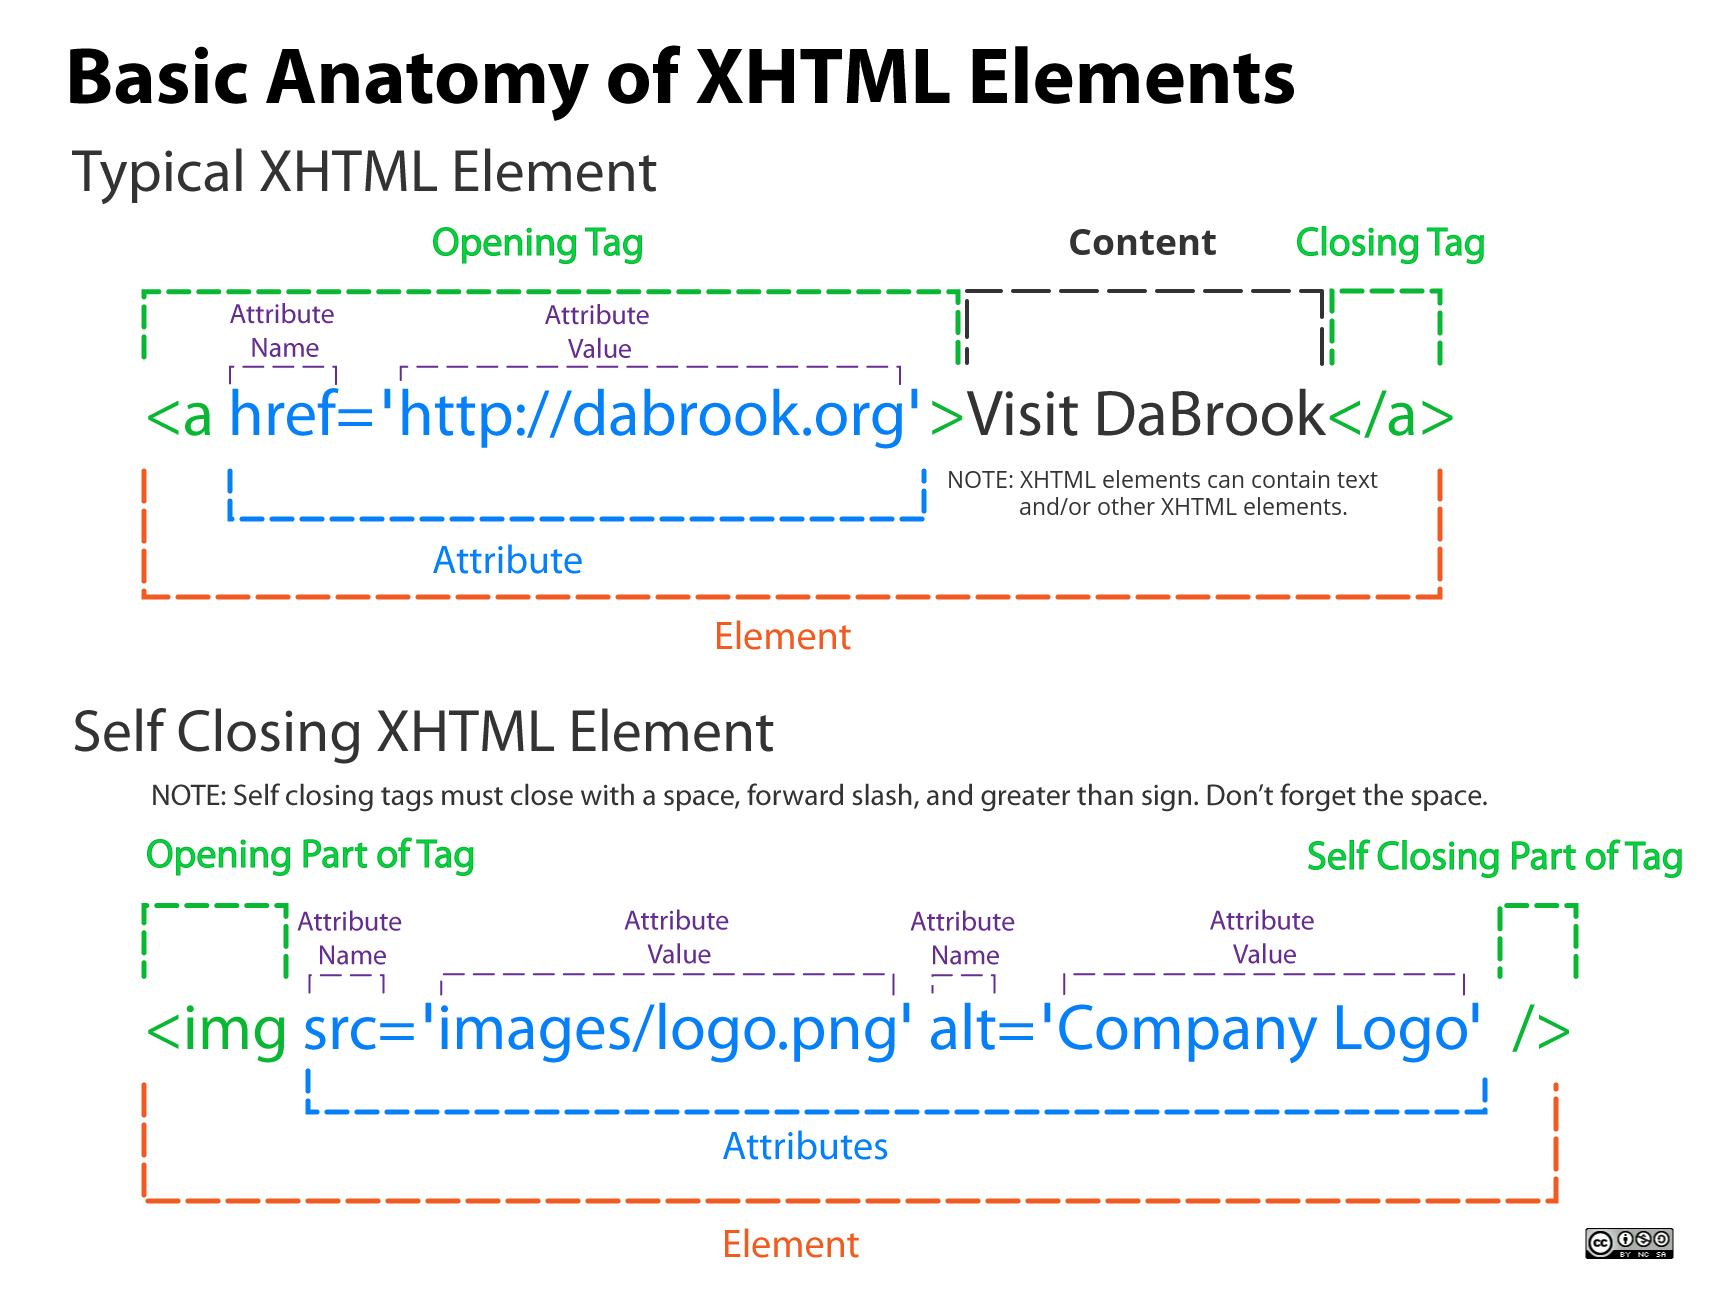 Basic Anatomy of XHTML Elements
Typical XHTML Element
Opening Tag Content Closing Tag
Attribute Name
Attribute Value
<a href='http://dabrook.org'>Visit DaBrook</a>
NOTE: XHTML elements can contain text
and/or other XHTML elements.
Attribute
Element
Self Closing XHTML Element
NOTE: Self closing tags must close with a space, forward slash, and greater than sign. Don’t forget the space.
Opening Part of Tag Self Closing Part of Tag
Attribute Name
Attribute Value
Attribute Name
Attribute Value
<img src='images/logo.png' alt='Company Logo' />
Attributes
Element
cc BY NC SA